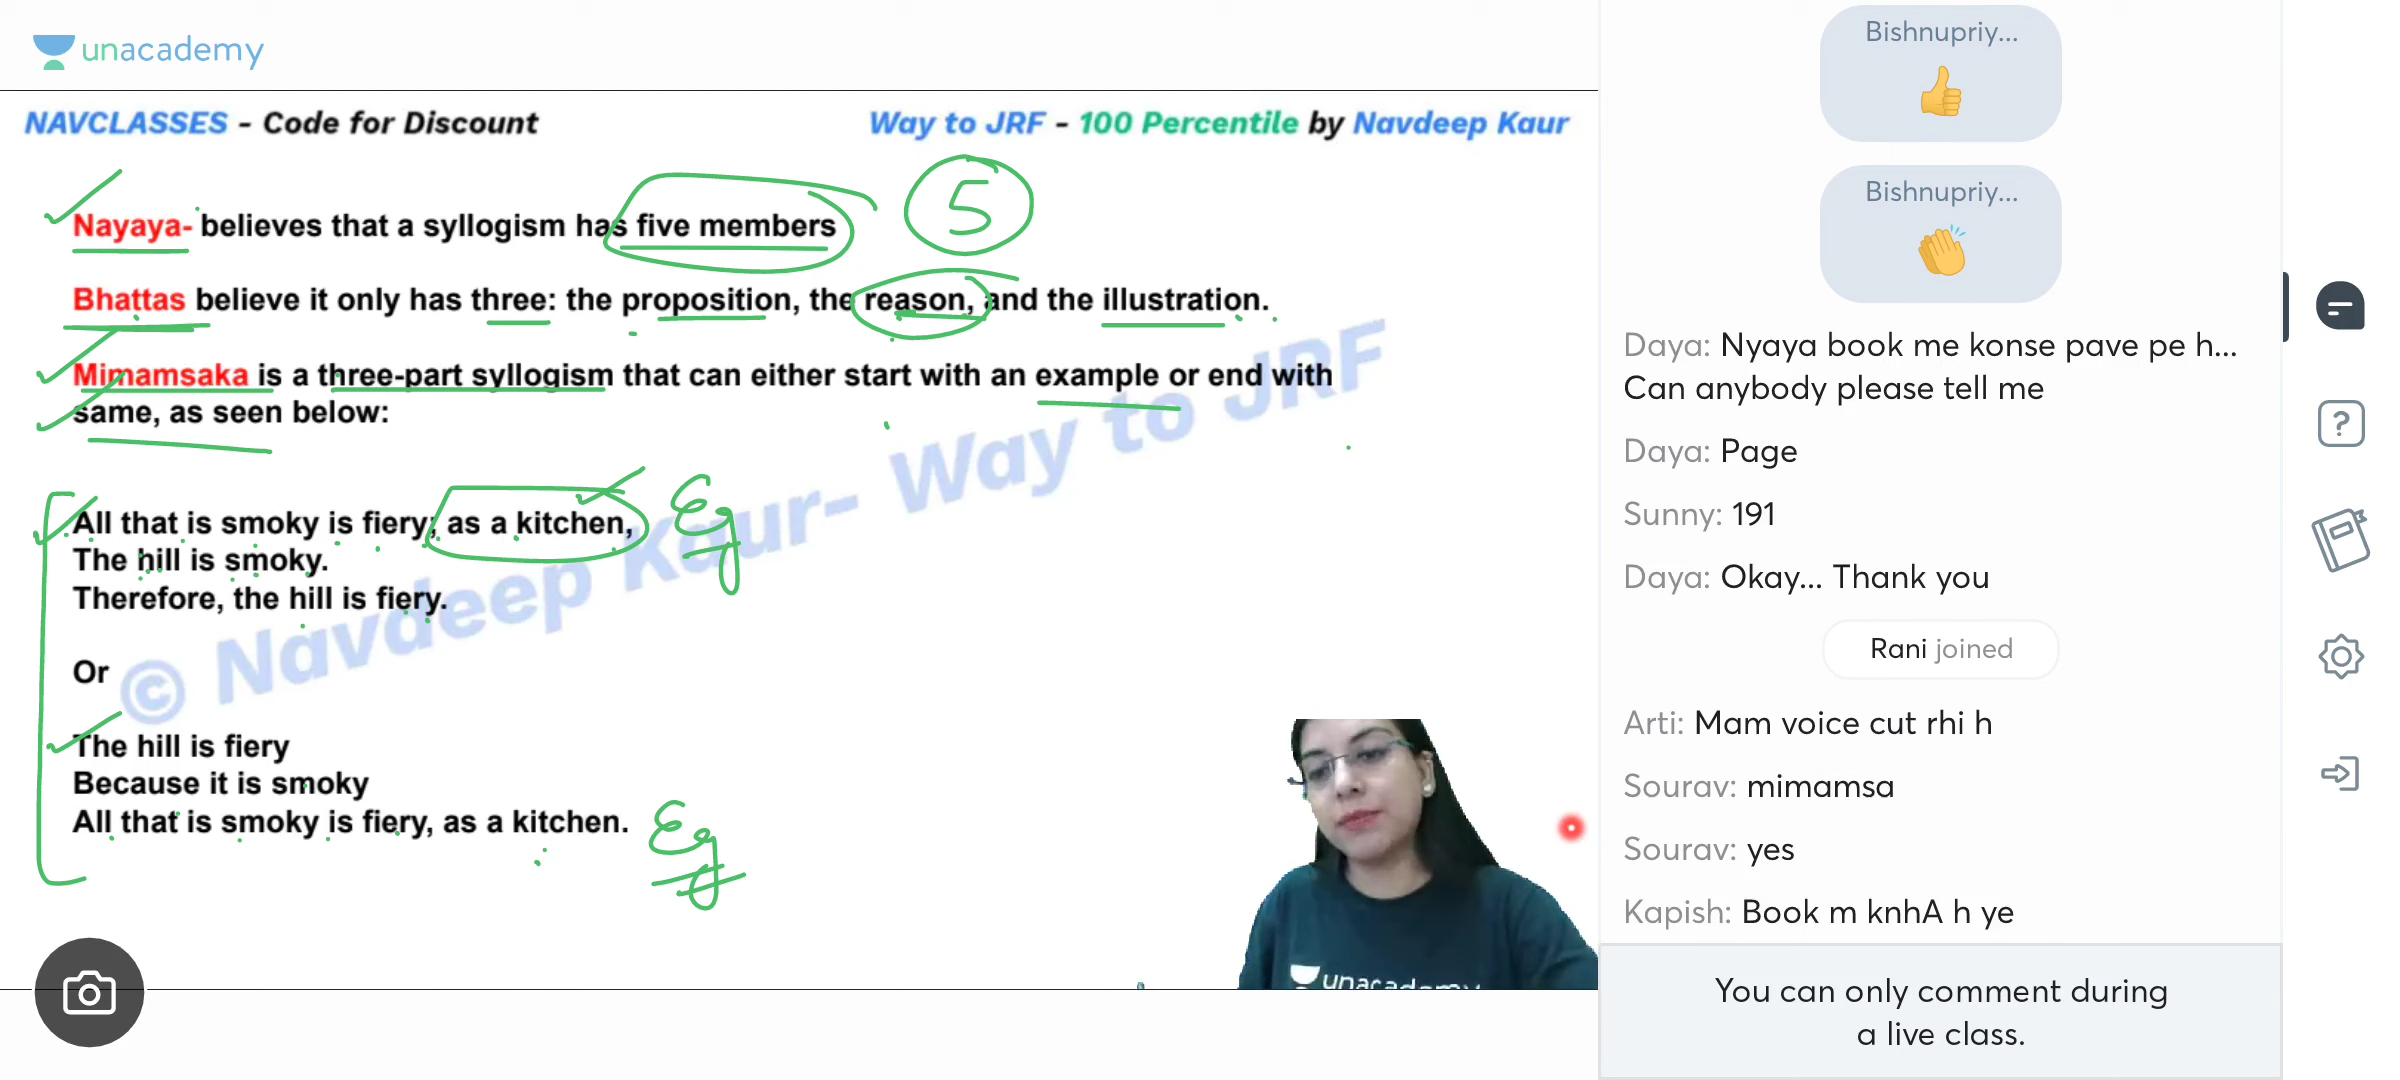 unacademy
NAVCLASSES - Code for Discount
Way to JRF - 100 Percentile by Navdeep Kaur
Nayaya- believes that a syllogism has five members
5
Bhattas believe it only has three: the proposition, the reason, and the illustration.
Mimamsaka is a three-part syllogism that can either start with an example or end with
same, as seen below:
All that is smoky is fiery; as a kitchen,
Eg
The hill is smoky.
Therefore, the hill is fiery.
Or
The hill is fiery
Because it is smoky
All that is smoky is fiery, as a kitchen.
Eg
© Navdeep Kaur- Way to JRF
unacademy
Bishnupriy...
Bishnupriy...
Daya: Nyaya book me konse pave pe h...
Can anybody please tell me
Daya: Page
Sunny: 191
Daya: Okay... Thank you
Rani joined
Arti: Mam voice cut rhi h
Sourav: mimamsa
Sourav: yes
Kapish: Book m knhA h ye
You can only comment during
a live class.